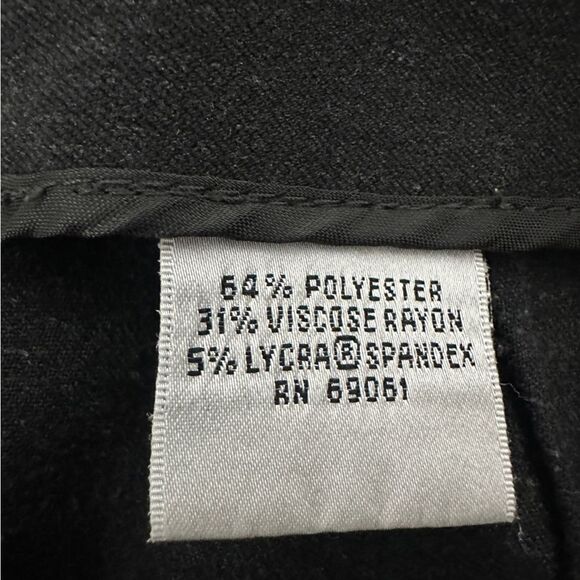 64% POLYESTER
31% VISCOSE RAYON
5% LYCRA® SPANDEX
RN 69061